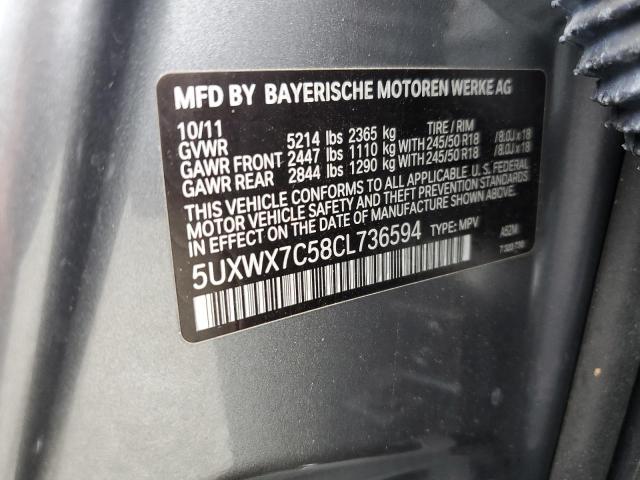 MFD BY BAYERISCHE MOTOREN WERKE AG
10/11 TIRE / RIM
GVWR 5214 lbs 2365 kg
GAWR FRONT 2447 lbs 1110 kg WITH 245/50 R18 / 8.0J x 18
GAWR REAR 2844 lbs 1290 kg WITH 245/50 R18 / 8.0J x 18
THIS VEHICLE CONFORMS TO ALL APPLICABLE U. S. FEDERAL
MOTOR VEHICLE SAFETY AND THEFT PREVENTION STANDARDS
IN EFFECT ON THE DATE OF MANUFACTURE SHOWN ABOVE.
5UXWX7C58CL736594 TYPE: MPV A52M